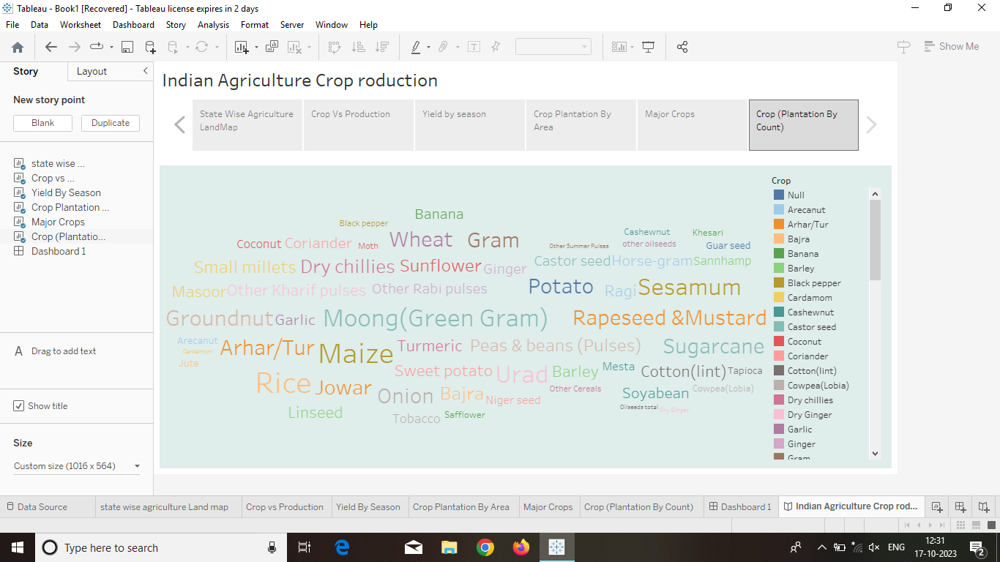 Tableau - Book1 [Recovered] - Tableau license expires in 2 days
File Data Worksheet Dashboard Story Analysis Format Server Window Help
Show Me
Story Layout
New story point
Blank Duplicate
state wise ...
Crop vs ...
Yield By Season
Crop Plantation ...
Major Crops
Crop (Plantatio...
Dashboard 1
A Drag to add text
Show title
Size
Custom size (1016 x 564)
Indian Agriculture Crop roduction
State Wise Agriculture
LandMap
Crop Vs Production
Yield by season
Crop Plantation By
Area
Major Crops
Crop (Plantation By
Count)
Banana
Black pepper
Cashewnut Khesari
Coconut Coriander Moth Wheat Gram Other Summer Pulses other oilseeds Guar seed
Small millets Dry chillies Sunflower Ginger Castor seed Horse-gram Sannhamp
Masoor Other Kharif pulses Other Rabi pulses Potato Ragi Sesamum
Groundnut Garlic Moong(Green Gram) Rapeseed &Mustard
Arecanut Arhar/Tur Maize Turmeric Peas & beans (Pulses) Sugarcane
Cardamom
Jute
Sweet potato Urad Barley Mesta Cotton(lint) Tapioca
Rice Jowar Onion Bajra Niger seed Other Cereals Soyabean Cowpea(Lobia)
Oilseeds total Dry Ginger
Linseed Tobacco Safflower
Crop
Null
Arecanut
Arhar/Tur
Bajra
Banana
Barley
Black pepper
Cardamom
Cashewnut
Castor seed
Coconut
Coriander
Cotton(lint)
Cowpea(Lobia)
Dry chillies
Dry Ginger
Garlic
Ginger
Gram
Data Source state wise agriculture Land map Crop vs Production Yield By Season Crop Plantation By Area Major Crops Crop (Plantation By Count) Dashboard 1 Indian Agriculture Crop rod...
Type here to search
ENG
12:31
17-10-2023
2